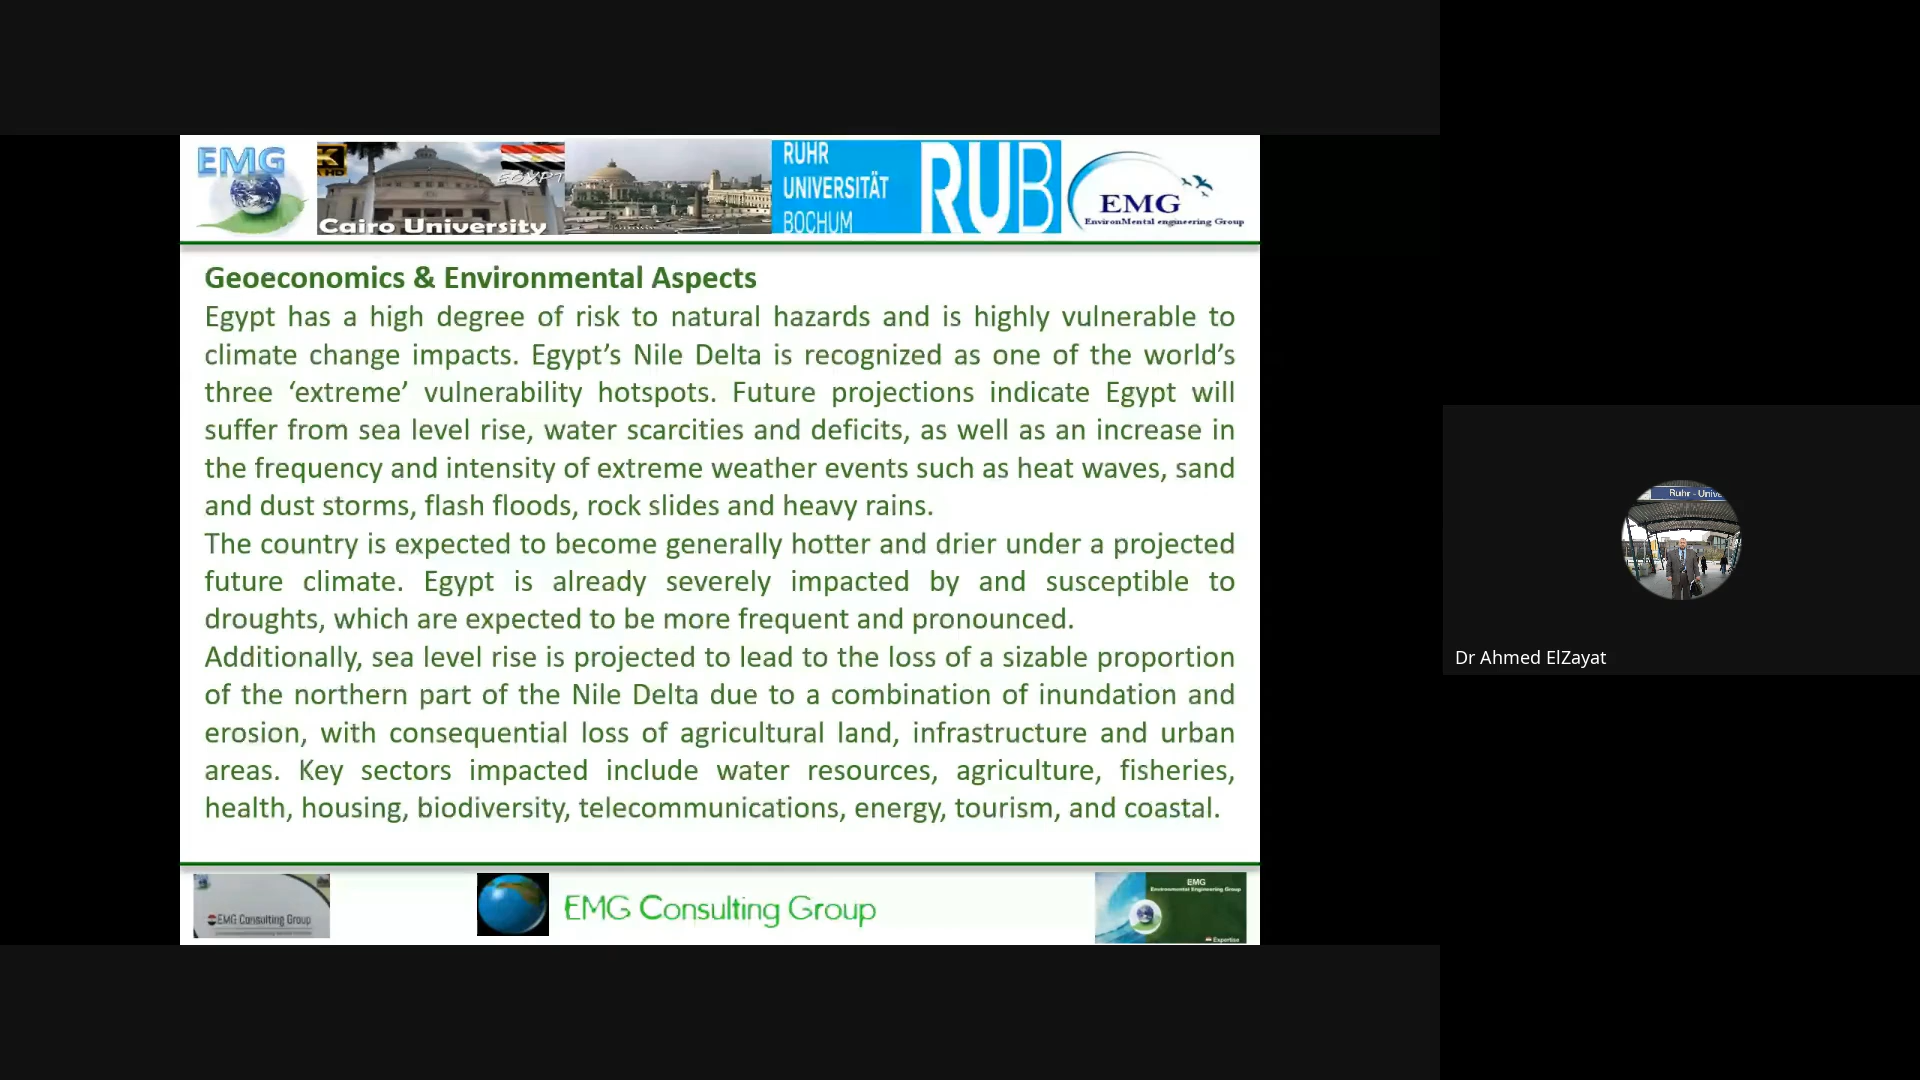 EMG
K
HD
EGYPT
Cairo University
RUHR
UNIVERSITÄT
BOCHUM
RUB
EMG
EnvironMental engineering Group
Geoeconomics & Environmental Aspects
Egypt has a high degree of risk to natural hazards and is highly vulnerable to
climate change impacts. Egypt’s Nile Delta is recognized as one of the world’s
three ‘extreme’ vulnerability hotspots. Future projections indicate Egypt will
suffer from sea level rise, water scarcities and deficits, as well as an increase in
the frequency and intensity of extreme weather events such as heat waves, sand
and dust storms, flash floods, rock slides and heavy rains.
The country is expected to become generally hotter and drier under a projected
future climate. Egypt is already severely impacted by and susceptible to
droughts, which are expected to be more frequent and pronounced.
Additionally, sea level rise is projected to lead to the loss of a sizable proportion
of the northern part of the Nile Delta due to a combination of inundation and
erosion, with consequential loss of agricultural land, infrastructure and urban
areas. Key sectors impacted include water resources, agriculture, fisheries,
health, housing, biodiversity, telecommunications, energy, tourism, and coastal.
Ruhr - Unive
Dr Ahmed ElZayat
EMG Consulting Group
EMG Consulting Group
EMG
Environmental Engineering Group
Expertise